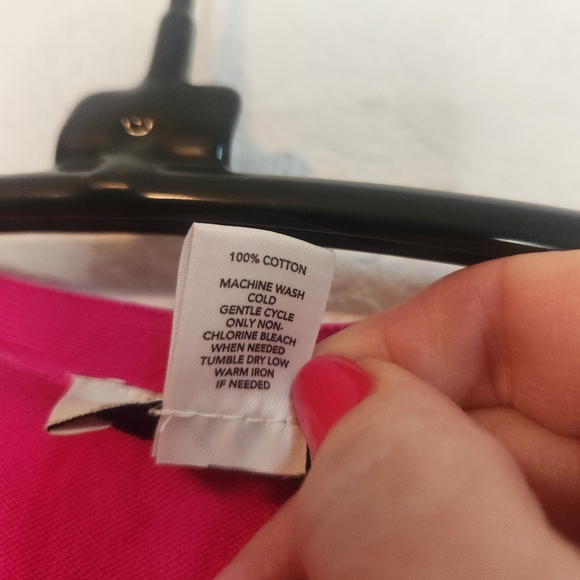 100% COTTON
MACHINE WASH
COLD
GENTLE CYCLE
ONLY NON-
CHLORINE BLEACH
WHEN NEEDED
TUMBLE DRY LOW
WARM IRON
IF NEEDED